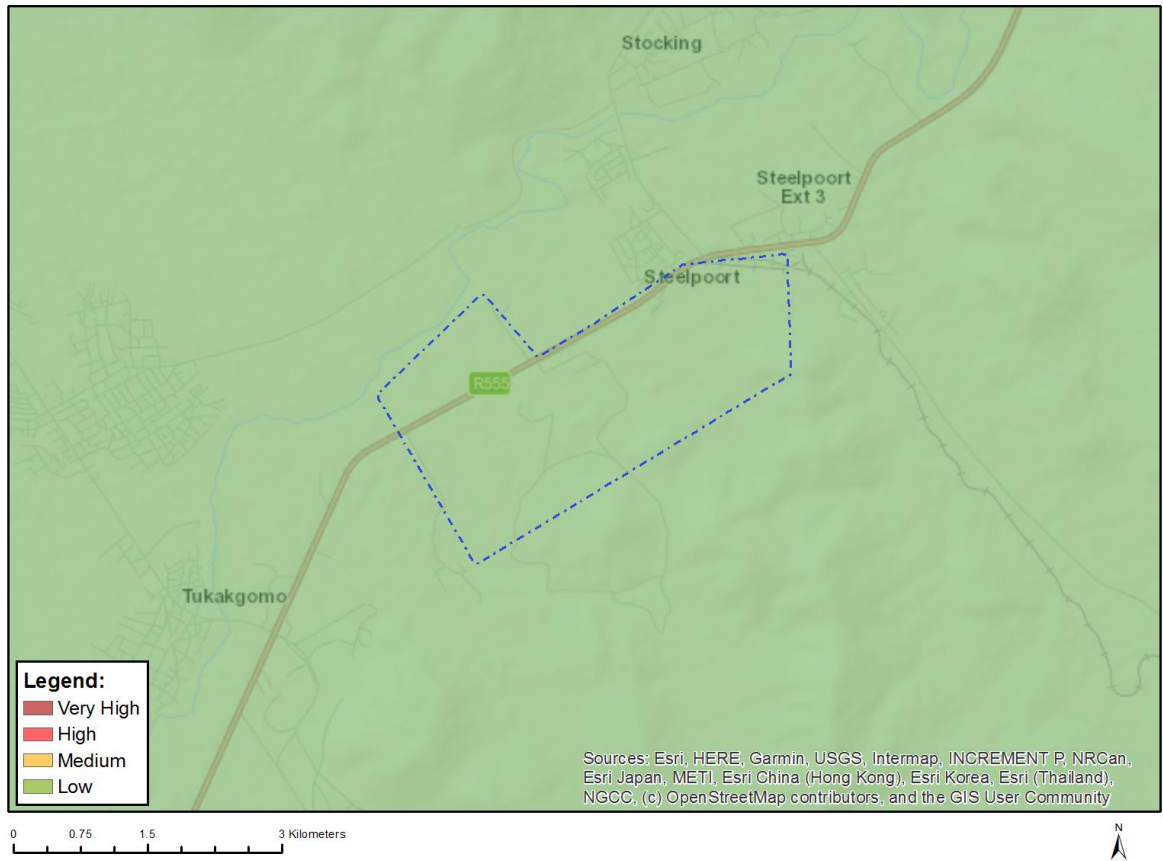 Stocking
Steelpoort
Ext 3
Steelpoort
R555
Tukakgomo
Legend:
Very High
High
Medium
Low
Sources: Esri, HERE, Garmin, USGS, Intermap, INCREMENT P, NRCan,
Esri Japan, METI, Esri China (Hong Kong), Esri Korea, Esri (Thailand),
NGCC, (c) OpenStreetMap contributors, and the GIS User Community
0 0.75 1.5 3 Kilometers
N